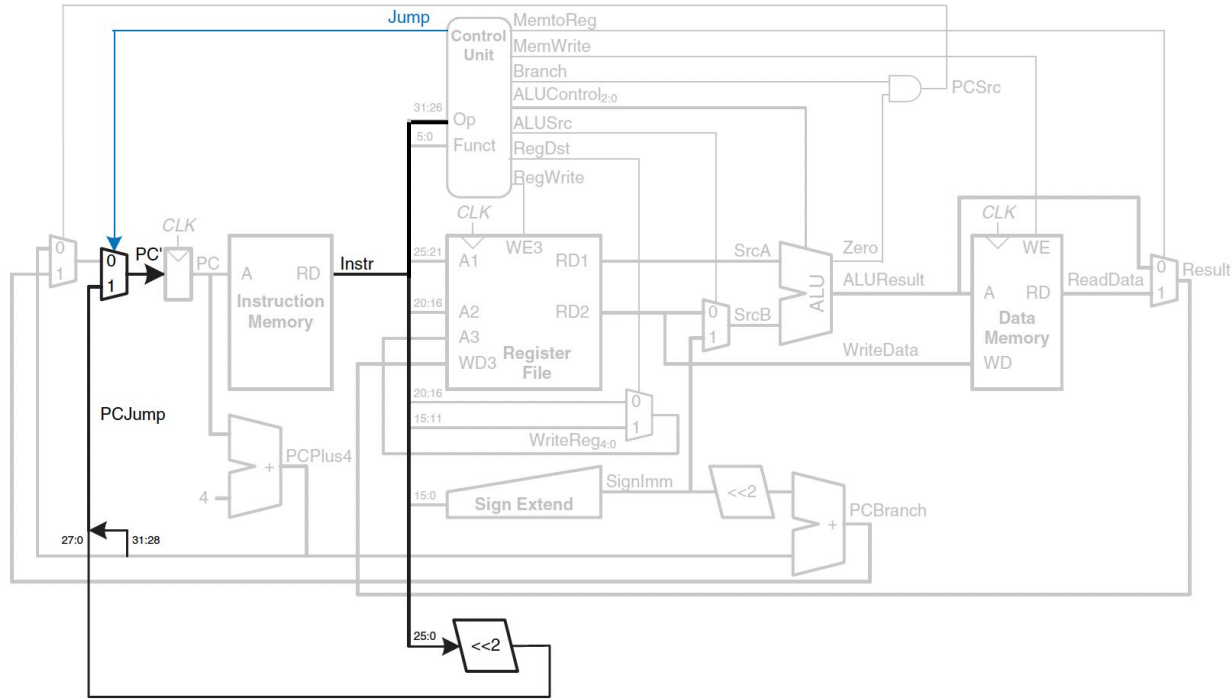 Jump
MemtoReg
Control
Unit
MemWrite
Branch
ALUControl2:0
PCSrc
31:26
Op
ALUSrc
5:0
Funct
RegDst
RegWrite
CLK
CLK
CLK
0
1
0
1
PC'
PC
A
RD
Instruction
Memory
Instr
25:21
A1
WE3
RD1
20:16
A2
RD2
A3
WD3
Register
File
SrcA
0
1
SrcB
ALU
Zero
ALUResult
WriteData
A
RD
WE
Data
Memory
WD
ReadData
0
1
Result
20:16
0
15:11
1
WriteReg4:0
PCJump
PCPlus4
+
4
15:0
Sign Extend
SignImm
<<2
PCBranch
+
27:0
31:28
25:0
<<2